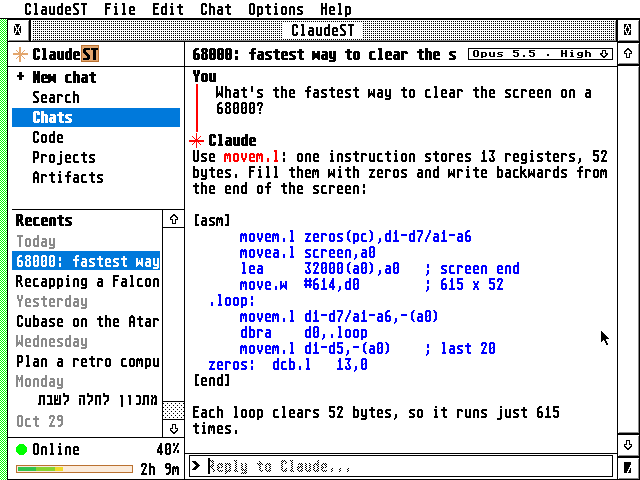 ClaudeST File Edit Chat Options Help
ClaudeST
ClaudeST
+ New chat
Search
Chats
Code
Projects
Artifacts
Recents
Today
68000: fastest way
Recapping a Falcon
Yesterday
Cubase on the Atar
Wednesday
Plan a retro compu
Monday
מתכון לחלה לשבת
Oct 29
Online 40%
2h 9m
68000: fastest way to clear the s
Opus 5.5 · High
You
What's the fastest way to clear the screen on a
68000?
Claude
Use movem.l: one instruction stores 13 registers, 52
bytes. Fill them with zeros and write backwards from
the end of the screen:
[asm]
movem.l zeros(pc),d1-d7/a1-a6
movea.l screen,a0
lea 32000(a0),a0 ; screen end
move.w #614,d0 ; 615 x 52
.loop:
movem.l d1-d7/a1-a6,-(a0)
dbra d0,.loop
movem.l d1-d5,-(a0) ; last 20
zeros: dcb.l 13,0
[end]
Each loop clears 52 bytes, so it runs just 615
times.
> Reply to Claude...